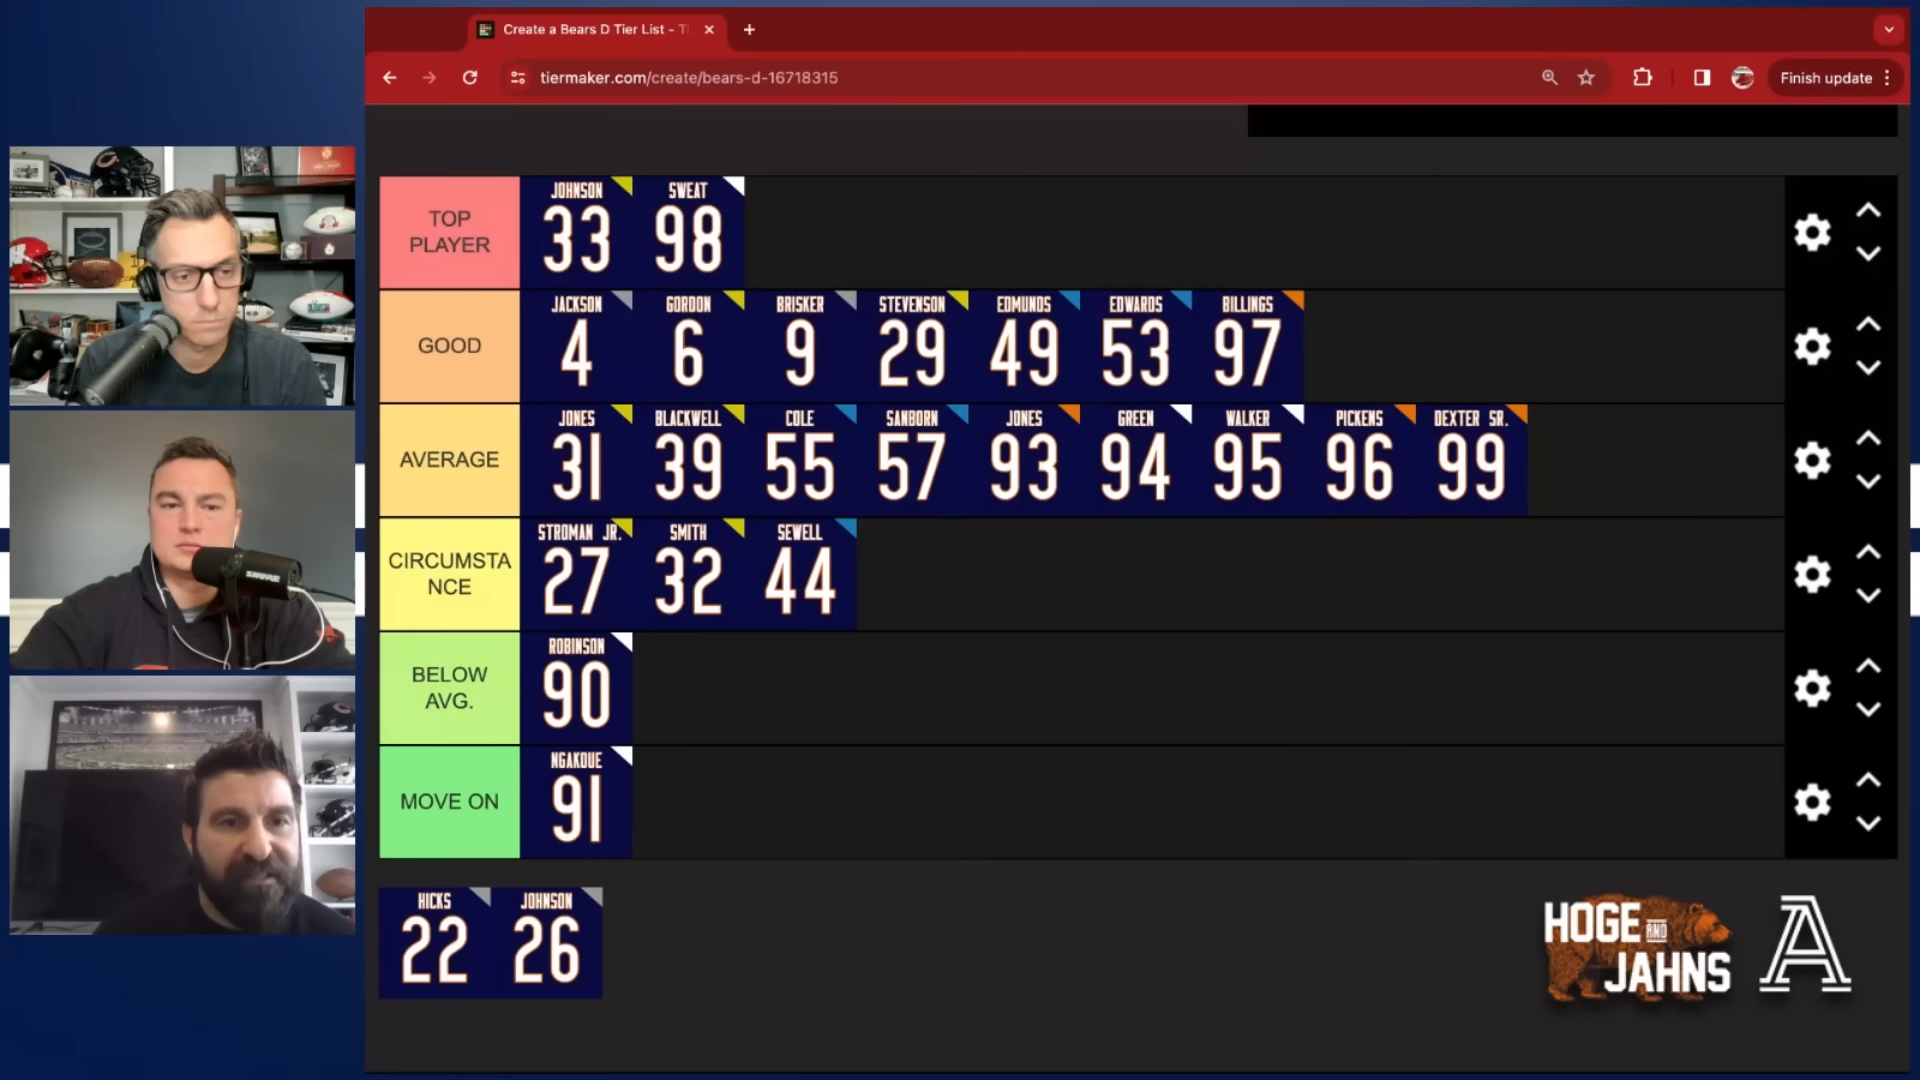 Create a Bears D Tier List - T
tiermaker.com/create/bears-d-16718315
Finish update
TOP
PLAYER
JOHNSON
33
SWEAT
98
GOOD
JACKSON
4
GORDON
6
BRISKER
9
STEVENSON
29
EDMUNDS
49
EDWARDS
53
BILLINGS
97
AVERAGE
JONES
31
BLACKWELL
39
COLE
55
SANBORN
57
JONES
93
GREEN
94
WALKER
95
PICKENS
96
DEXTER SR.
99
CIRCUMSTA
NCE
STROMAN JR.
27
SMITH
32
SEWELL
44
BELOW
AVG.
ROBINSON
90
MOVE ON
NGAKOUE
91
HICKS
22
JOHNSON
26
HOGE AND
JAHNS
A
SHURE